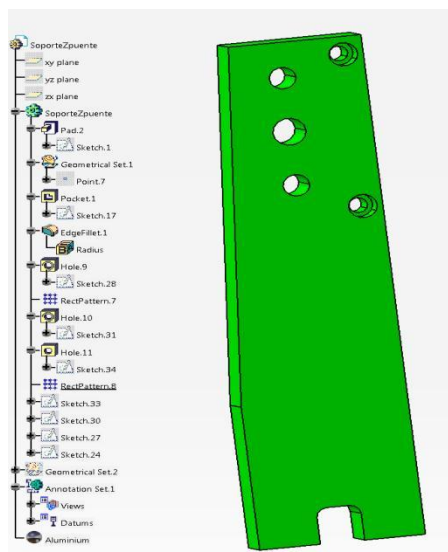 SoporteZpuente
xy plane
yz plane
zx plane
SoporteZpuente
Pad.2
Sketch.1
Geometrical Set.1
Point.7
Pocket.1
Sketch.17
EdgeFillet.1
Radius
Hole.9
Sketch.28
RectPattern.7
Hole.10
Sketch.31
Hole.11
Sketch.34
RectPattern.8
Sketch.33
Sketch.30
Sketch.27
Sketch.24
Geometrical Set.2
Annotation Set.1
Views
Datums
Aluminium